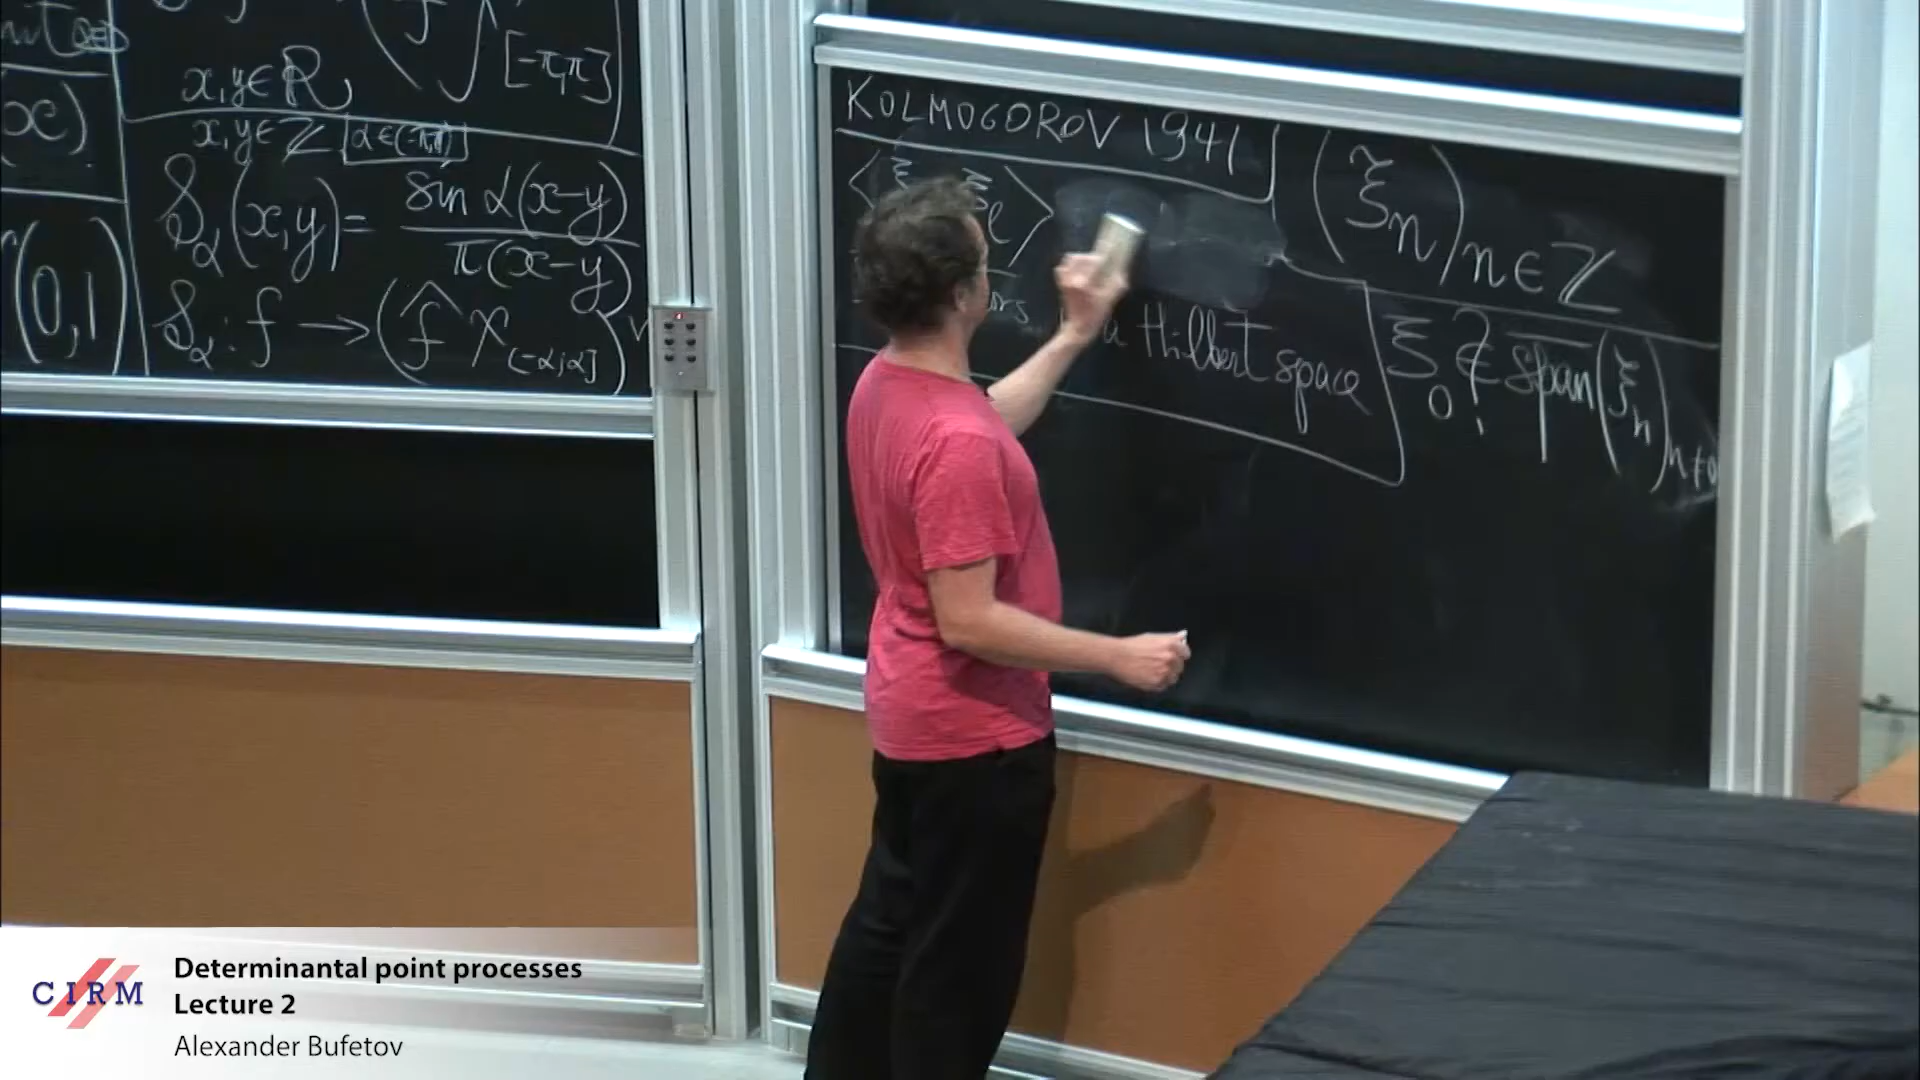 x,y∈ℝ
[-π,π]
x,y∈ℤ α∈(-π,π]
(x)
S_α(x,y)= sin α(x-y)
π(x-y)
(0,1)
S_α: f → (f̂ χ_(-α;α])^∨
KOLMOGOROV 1941
(ξ_n)_n∈ℤ
a Hilbert space
ξ_0 ∈? span(ξ_n)_n≠0
CIRM
Determinantal point processes
Lecture 2
Alexander Bufetov